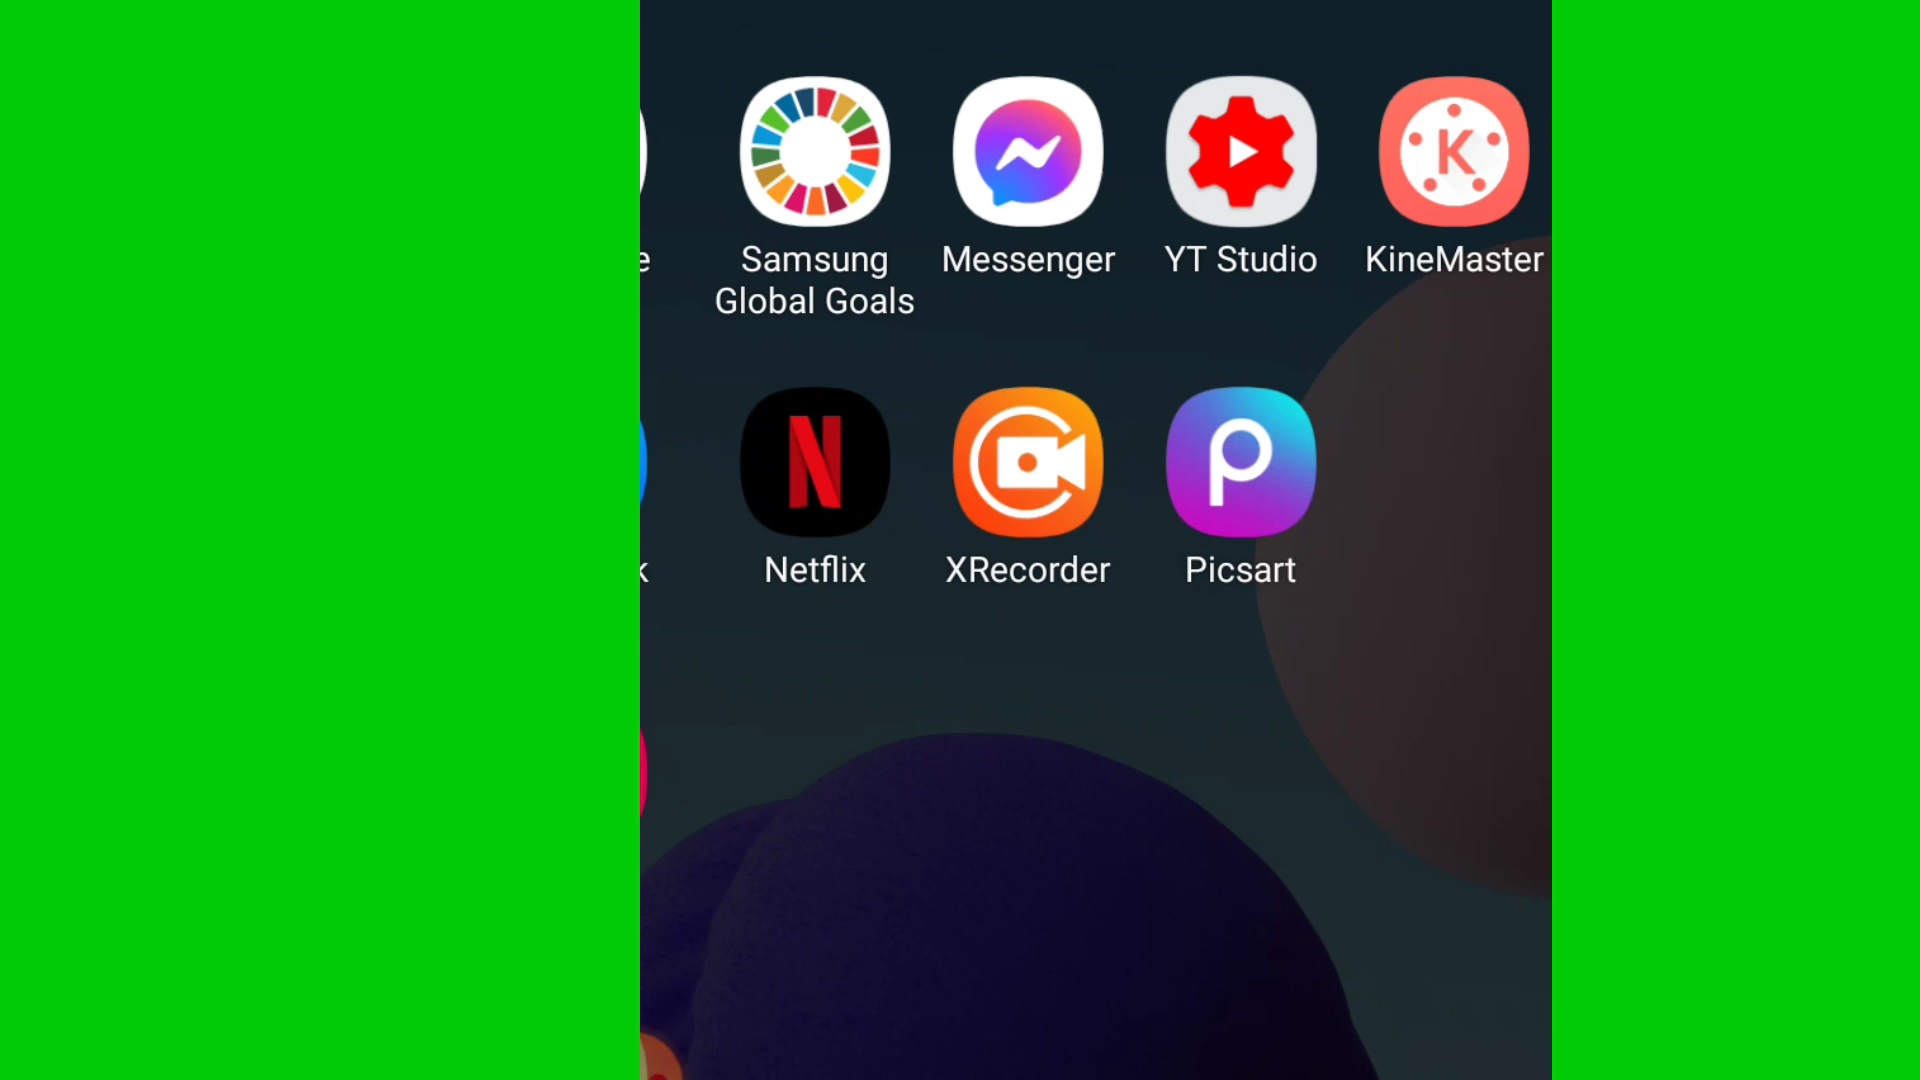 Samsung
Global Goals
Messenger
YT Studio
KineMaster
Netflix
XRecorder
Picsart